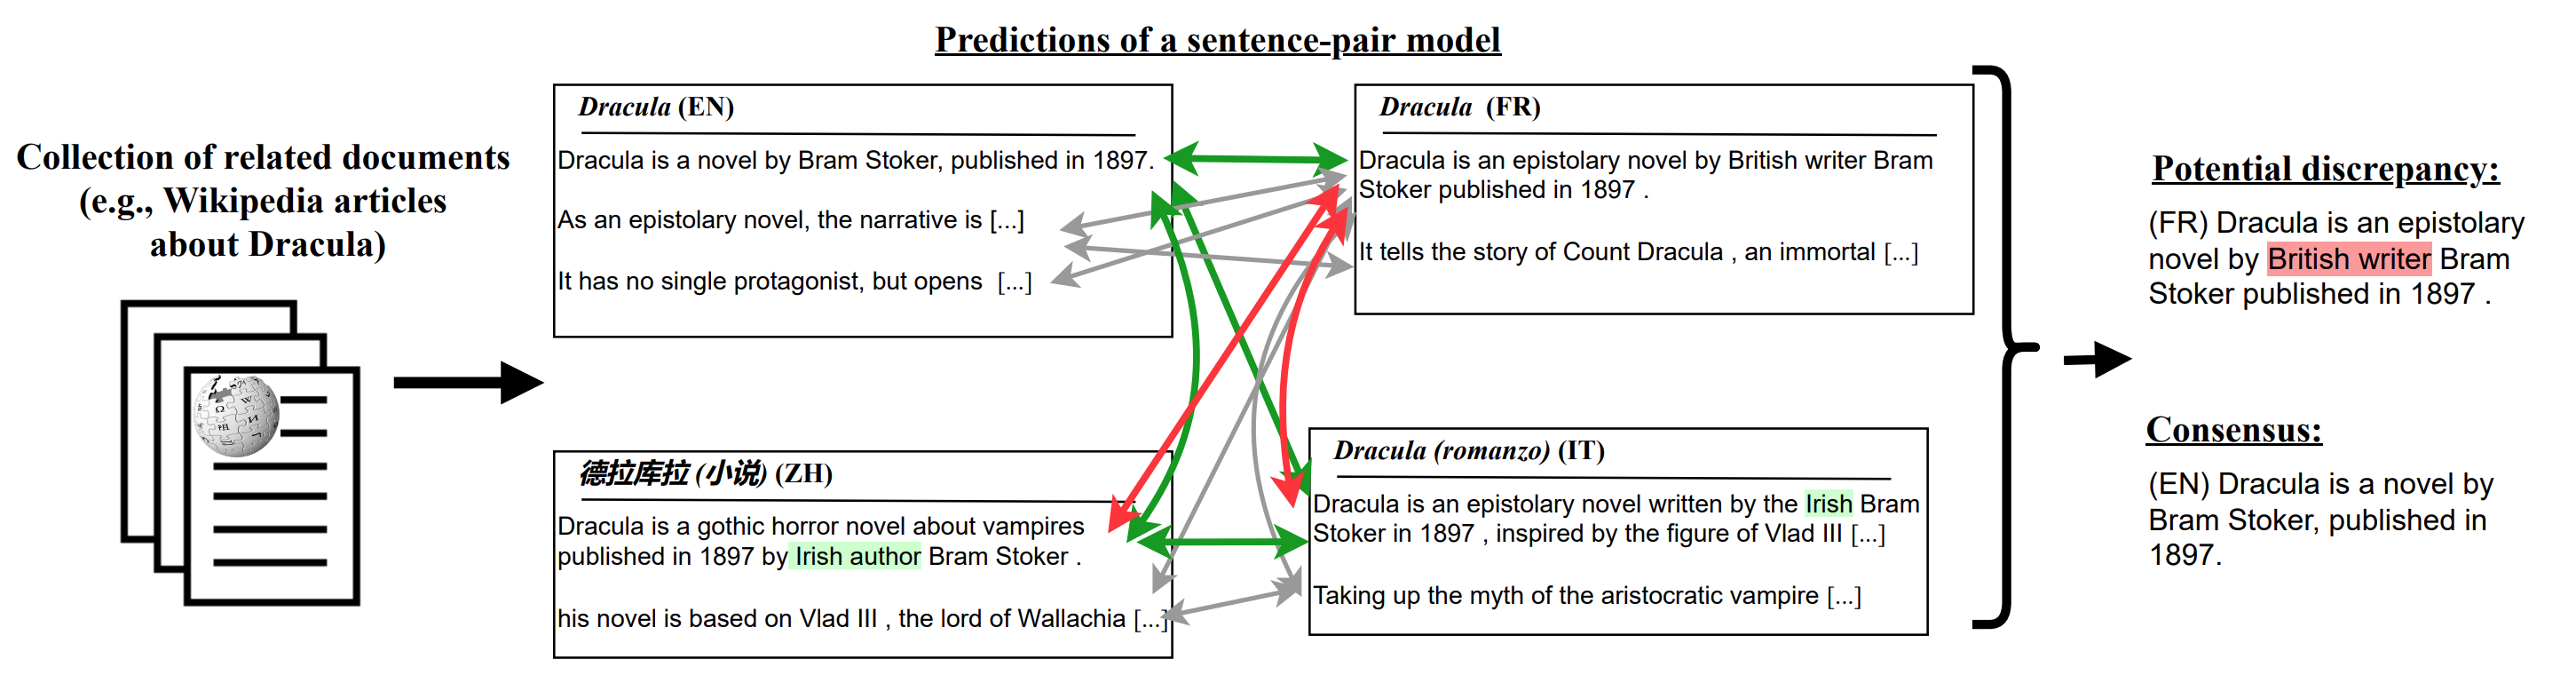 Predictions of a sentence-pair model
Collection of related documents
(e.g., Wikipedia articles
about Dracula)
Dracula (EN)
Dracula is a novel by Bram Stoker, published in 1897.
As an epistolary novel, the narrative is [...]
It has no single protagonist, but opens [...]
Dracula (FR)
Dracula is an epistolary novel by British writer Bram
Stoker published in 1897 .
It tells the story of Count Dracula , an immortal [...]
德拉库拉 (小说) (ZH)
Dracula is a gothic horror novel about vampires
published in 1897 by Irish author Bram Stoker .
his novel is based on Vlad III , the lord of Wallachia [...]
Dracula (romanzo) (IT)
Dracula is an epistolary novel written by the Irish Bram
Stoker in 1897 , inspired by the figure of Vlad III [...]
Taking up the myth of the aristocratic vampire [...]
Potential discrepancy:
(FR) Dracula is an epistolary
novel by British writer Bram
Stoker published in 1897 .
Consensus:
(EN) Dracula is a novel by
Bram Stoker, published in
1897.